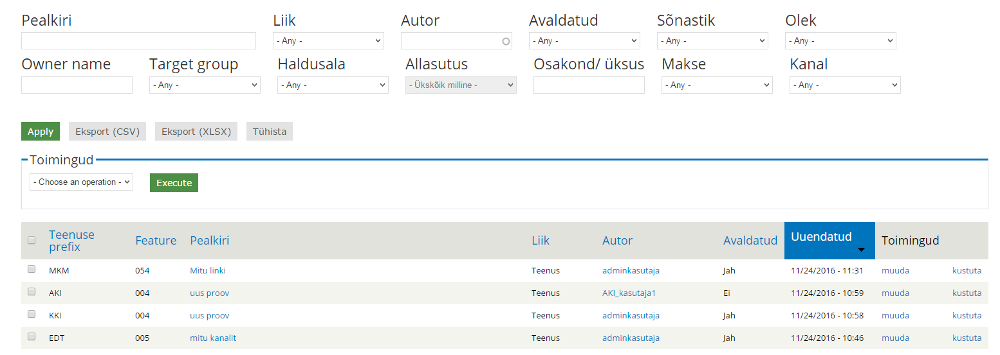 Pealkiri Liik Autor Avaldatud Sõnastik Olek
- Any - - Any - - Any - - Any -
Owner name Target group Haldusala Allasutus Osakond/ üksus Makse Kanal
- Any - - Any - - Ükskõik milline - - Any - - Any -
Apply Eksport (CSV) Eksport (XLSX) Tühista
Toimingud
- Choose an operation - Execute
Teenuse prefix Feature Pealkiri Liik Autor Avaldatud Uuendatud Toimingud
MKM 054 Mitu linki Teenus adminkasutaja Jah 11/24/2016 - 11:31 muuda kustuta
AKI 004 uus proov Teenus AKI_kasutaja1 Ei 11/24/2016 - 10:59 muuda kustuta
KKI 004 uus proov Teenus adminkasutaja Jah 11/24/2016 - 10:58 muuda kustuta
EDT 005 mitu kanalit Teenus adminkasutaja Jah 11/24/2016 - 10:46 muuda kustuta